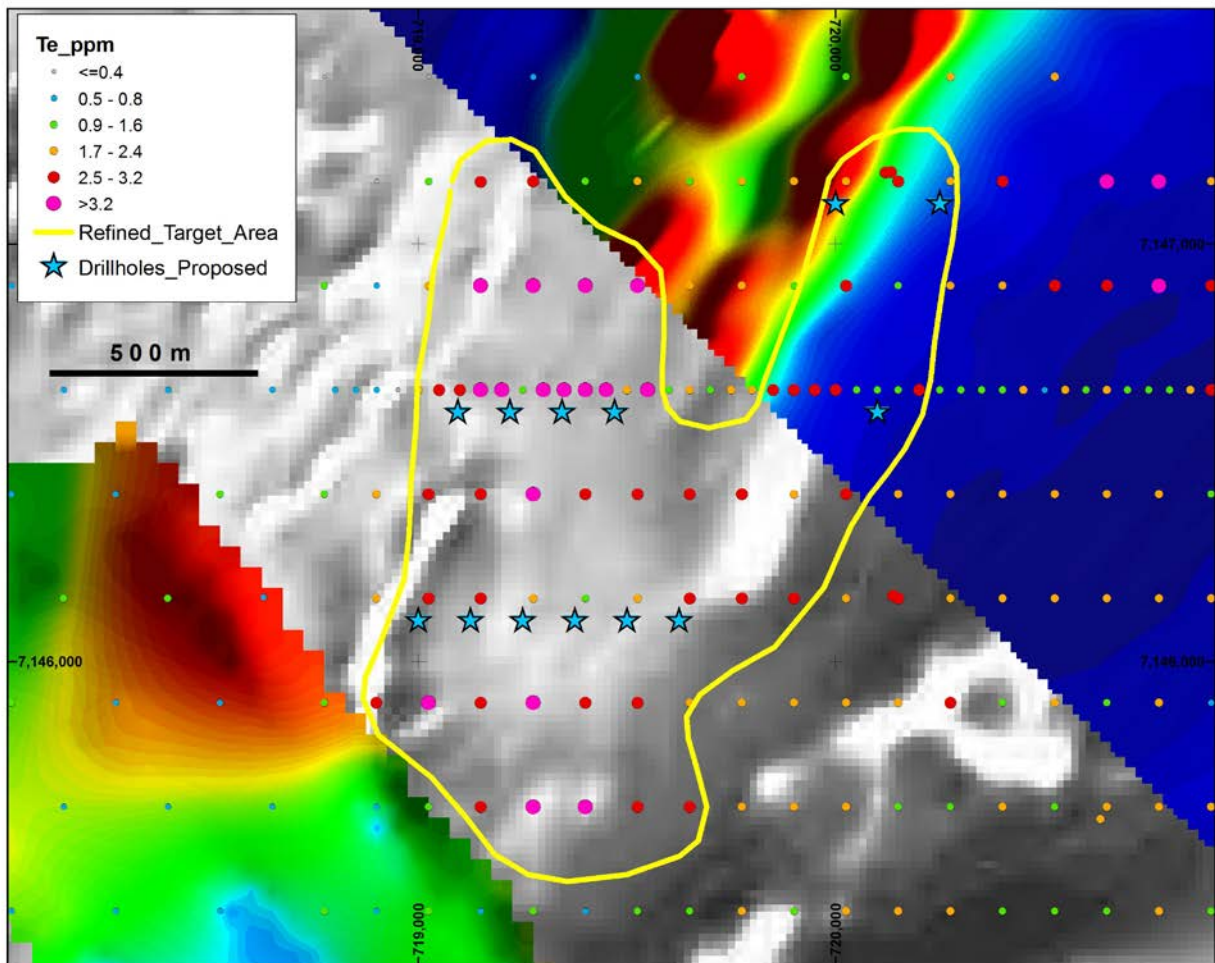 Te_ppm
<=0.4
0.5 - 0.8
0.9 - 1.6
1.7 - 2.4
2.5 - 3.2
>3.2
Refined_Target_Area
Drillholes_Proposed
719,000
720,000
7,147,000
500 m
7,146,000
7,146,000
719,000
720,000